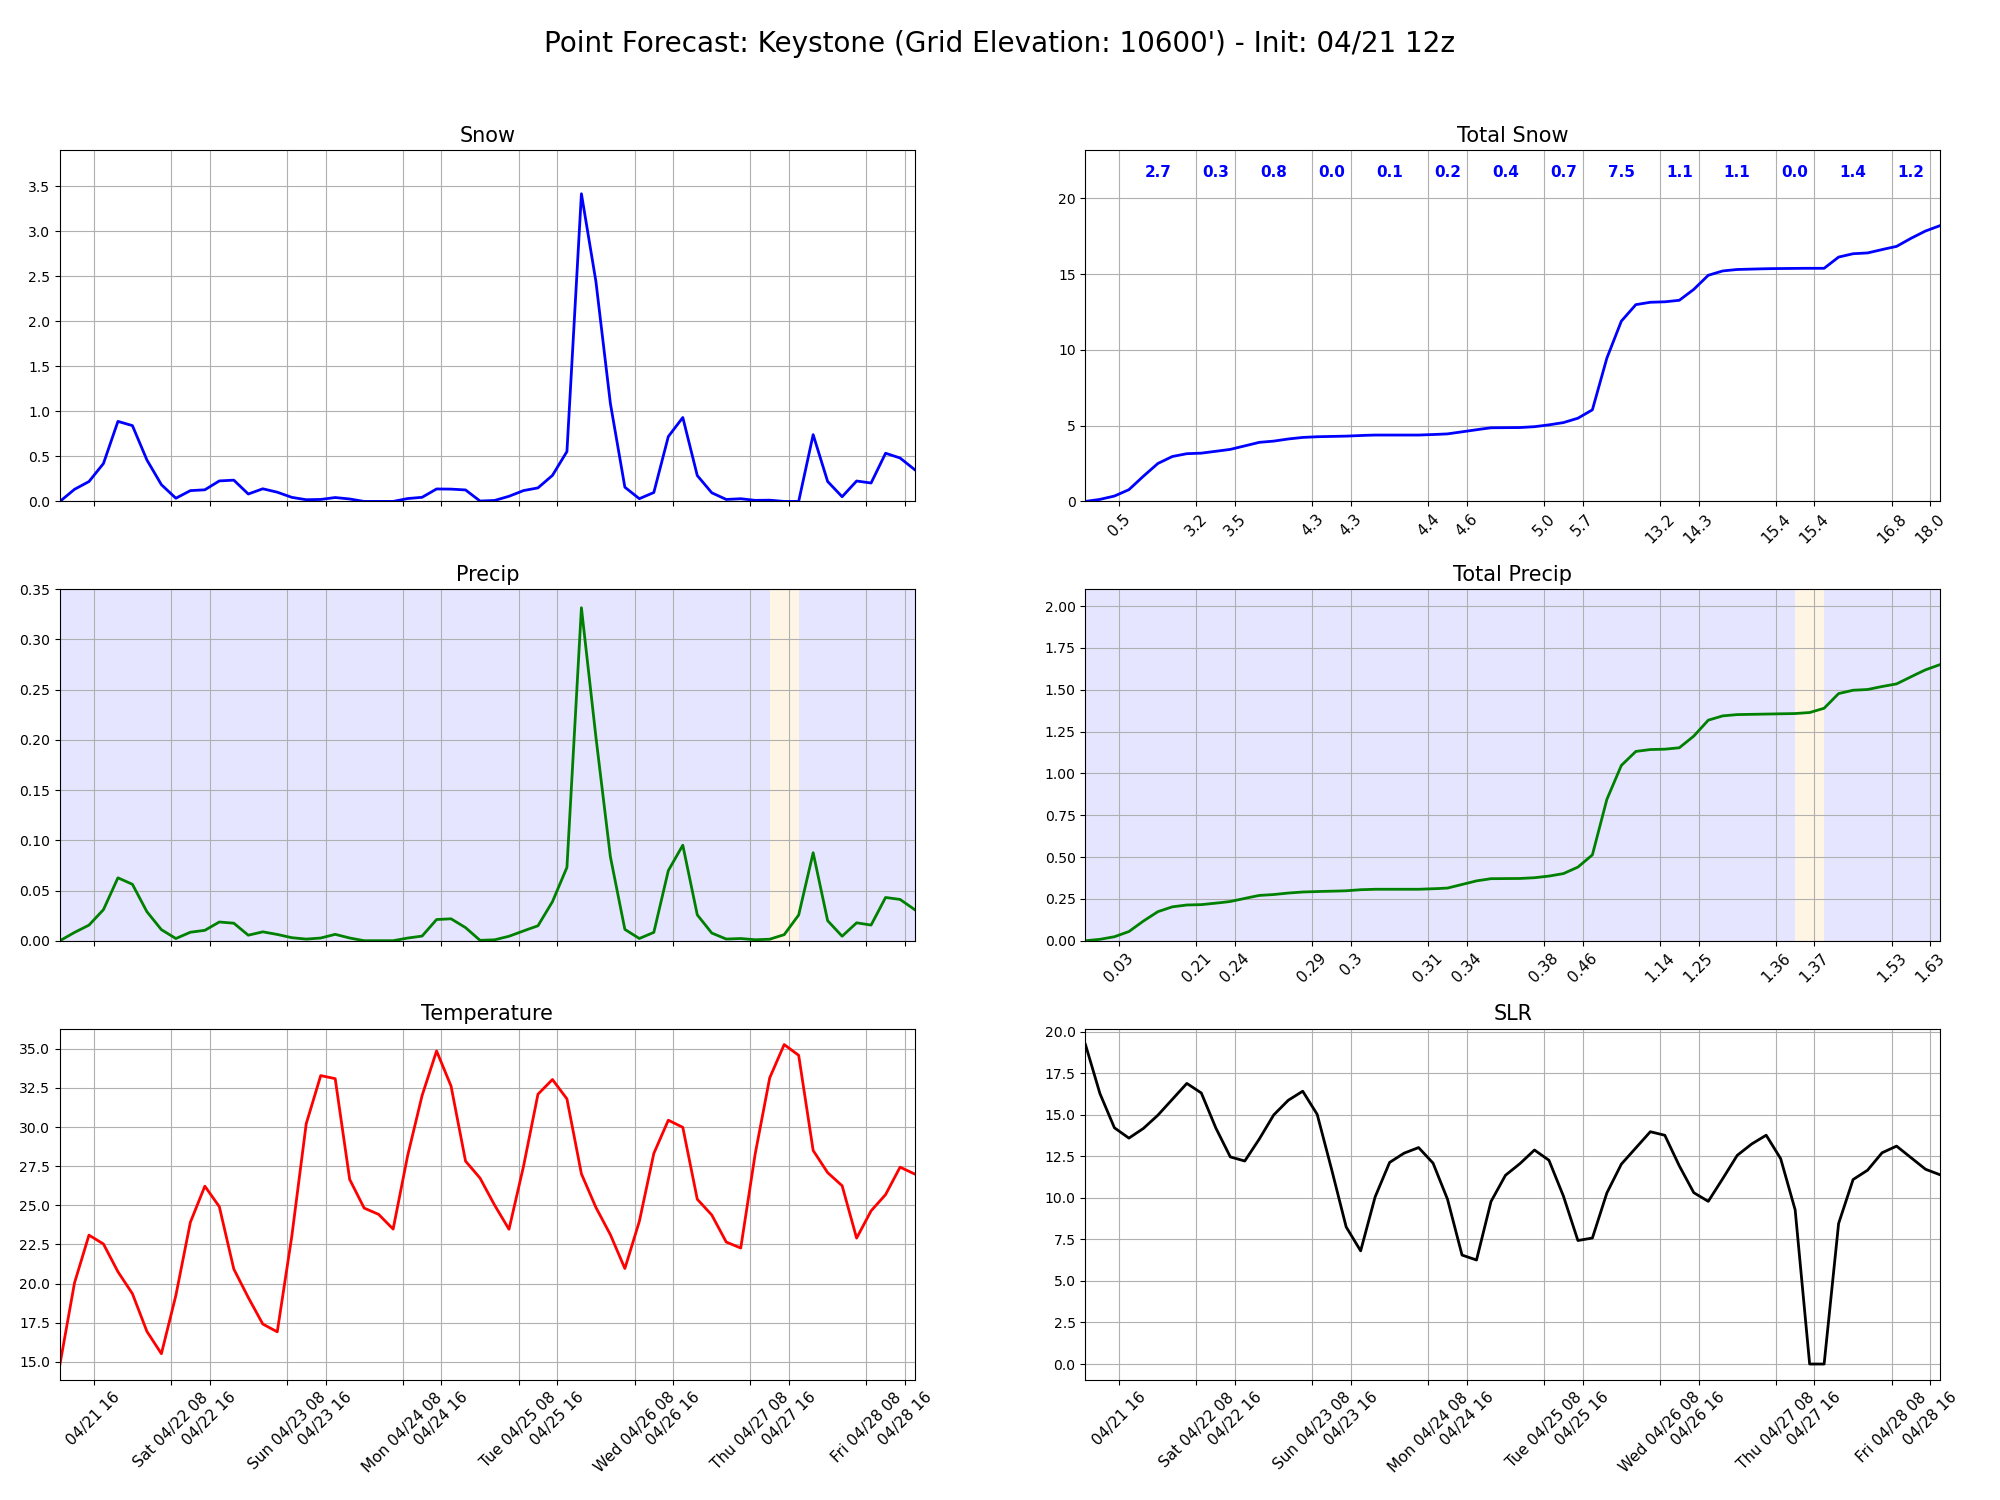 Point Forecast: Keystone (Grid Elevation: 10600') - Init: 04/21 12z
Snow
3.5
3.0
2.5
2.0
1.5
1.0
0.5
0.0
Total Snow
2.7 0.3 0.8 0.0 0.1 0.2 0.4 0.7 7.5 1.1 1.1 0.0 1.4 1.2
20
15
10
5
0
0.5 3.2 3.5 4.3 4.3 4.4 4.6 5.0 5.7 13.2 14.3 15.4 15.4 16.8 18.0
Precip
0.35
0.30
0.25
0.20
0.15
0.10
0.05
0.00
Total Precip
2.00
1.75
1.50
1.25
1.00
0.75
0.50
0.25
0.00
0.03 0.21 0.24 0.29 0.3 0.31 0.34 0.38 0.46 1.14 1.25 1.36 1.37 1.53 1.63
Temperature
35.0
32.5
30.0
27.5
25.0
22.5
20.0
17.5
15.0
04/21 16
Sat 04/22 08
04/22 16
Sun 04/23 08
04/23 16
Mon 04/24 08
04/24 16
Tue 04/25 08
04/25 16
Wed 04/26 08
04/26 16
Thu 04/27 08
04/27 16
Fri 04/28 08
04/28 16
SLR
20.0
17.5
15.0
12.5
10.0
7.5
5.0
2.5
0.0
04/21 16
Sat 04/22 08
04/22 16
Sun 04/23 08
04/23 16
Mon 04/24 08
04/24 16
Tue 04/25 08
04/25 16
Wed 04/26 08
04/26 16
Thu 04/27 08
04/27 16
Fri 04/28 08
04/28 16